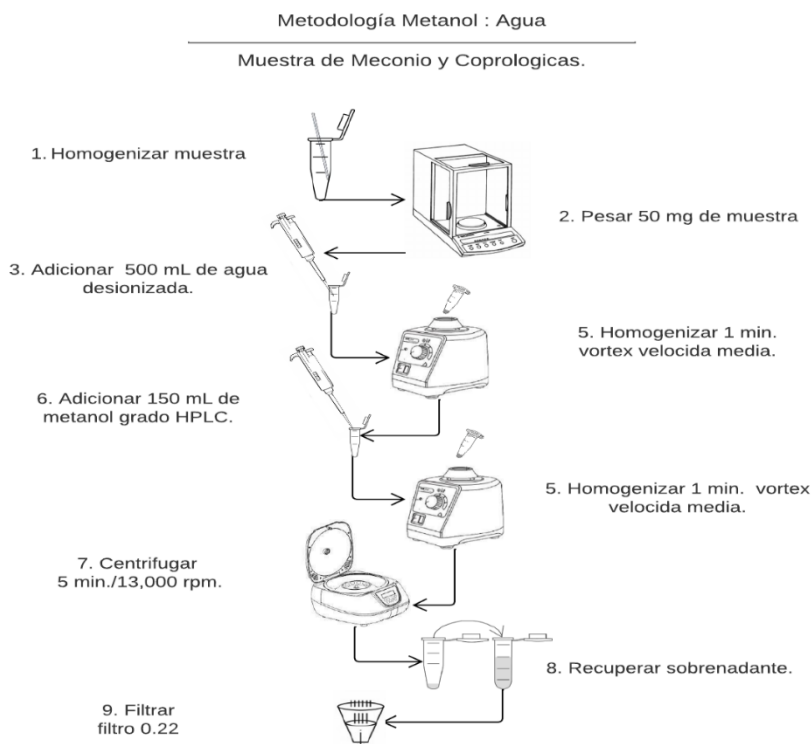 Metodología Metanol : Agua
Muestra de Meconio y Coprologicas.
1. Homogenizar muestra
2. Pesar 50 mg de muestra
3. Adicionar 500 mL de agua
desionizada.
5. Homogenizar 1 min.
vortex velocida media.
6. Adicionar 150 mL de
metanol grado HPLC.
5. Homogenizar 1 min. vortex
velocida media.
7. Centrifugar
5 min./13,000 rpm.
8. Recuperar sobrenadante.
9. Filtrar
filtro 0.22